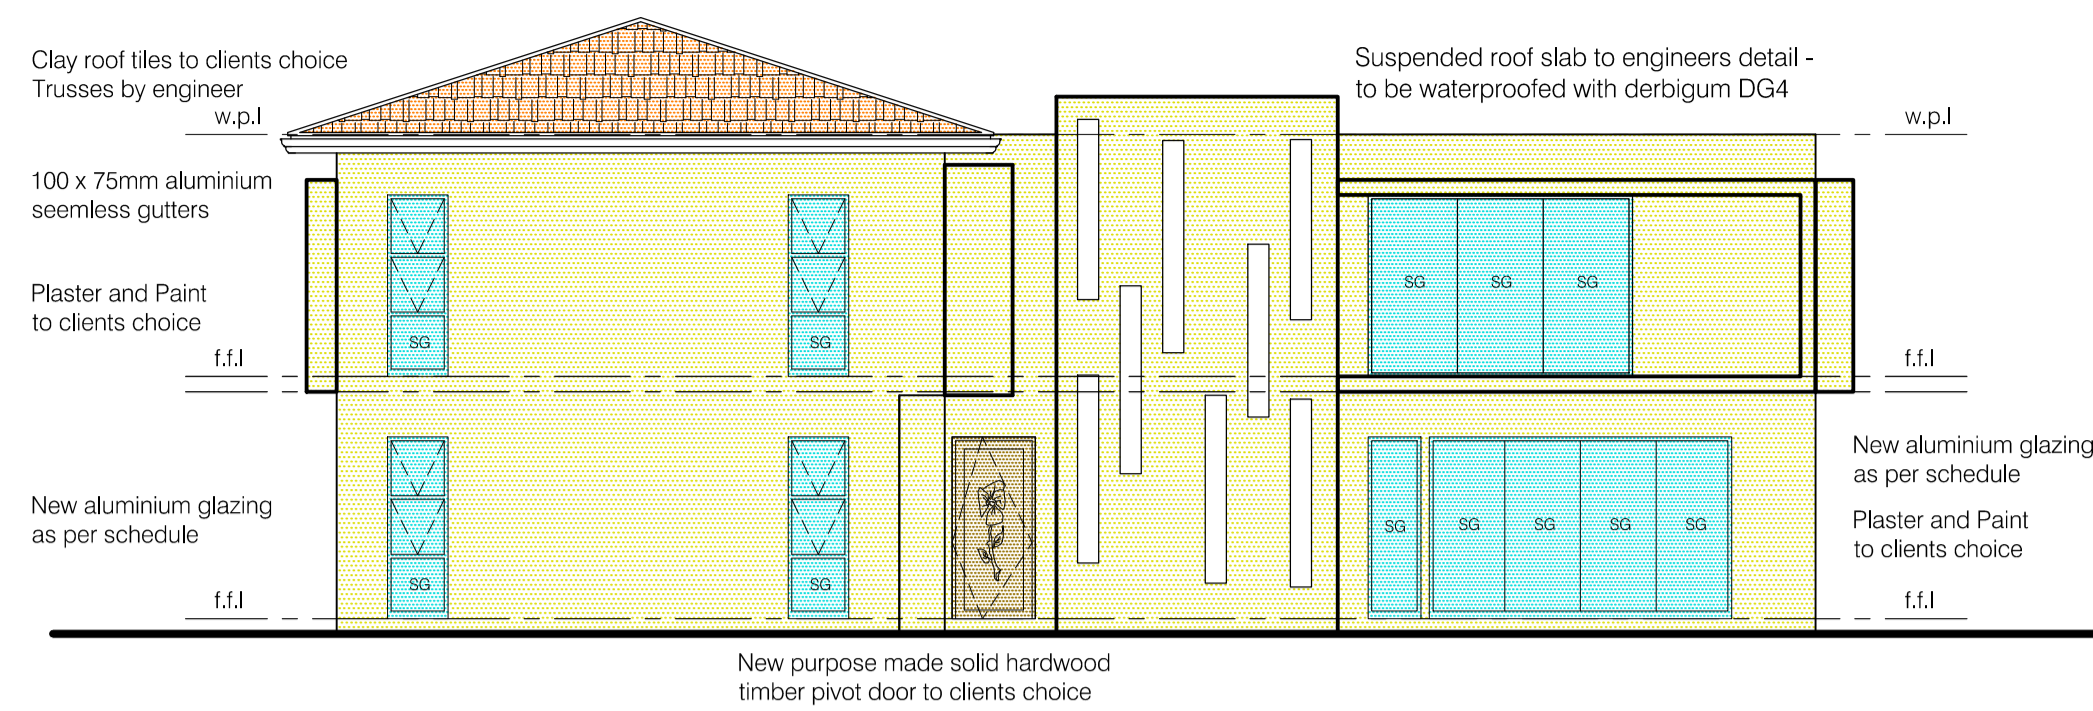 Clay roof tiles to clients choice
Trusses by engineer
w.p.l
100 x 75mm aluminium
seemless gutters
Plaster and Paint
to clients choice
f.f.l
New aluminium glazing
as per schedule
f.f.l
SG
SG
SG
SG
New purpose made solid hardwood
timber pivot door to clients choice
Suspended roof slab to engineers detail -
to be waterproofed with derbigum DG4
w.p.l
SG SG SG
f.f.l
SG SG SG SG SG
New aluminium glazing
as per schedule
Plaster and Paint
to clients choice
f.f.l